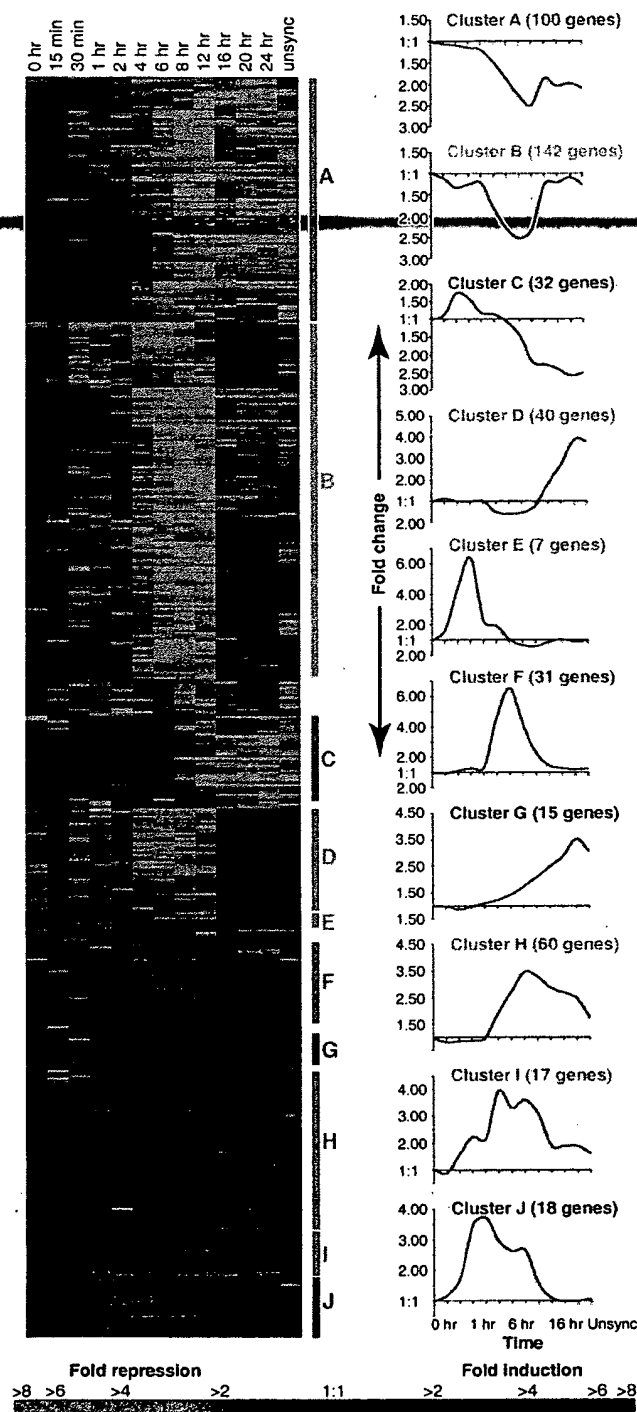 0 hr
15 min
30 min
1 hr
2 hr
4 hr
6 hr
8 hr
12 hr
16 hr
20 hr
24 hr
unsync
A
B
C
D
E
F
G
H
I
J
Fold change
Cluster A (100 genes)
1.50
1:1
1.50
2.00
2.50
3.00
Cluster B (142 genes)
1.50
1:1
1.50
2.00
2.50
3.00
Cluster C (32 genes)
2.00
1.50
1:1
1.50
2.00
2.50
3.00
Cluster D (40 genes)
5.00
4.00
3.00
2.00
1:1
2.00
Cluster E (7 genes)
6.00
4.00
2.00
1:1
2.00
Cluster F (31 genes)
6.00
4.00
2.00
1:1
2.00
Cluster G (15 genes)
4.50
3.50
2.50
1.50
1:1
1.50
Cluster H (60 genes)
4.50
3.50
2.50
1.50
1:1
Cluster I (17 genes)
4.00
3.00
2.00
1:1
Cluster J (18 genes)
4.00
3.00
2.00
1:1
0 hr 1 hr 6 hr 16 hr Unsync
Time
Fold repression Fold induction
>8 >6 >4 >2 1:1 >2 >4 >6 >8